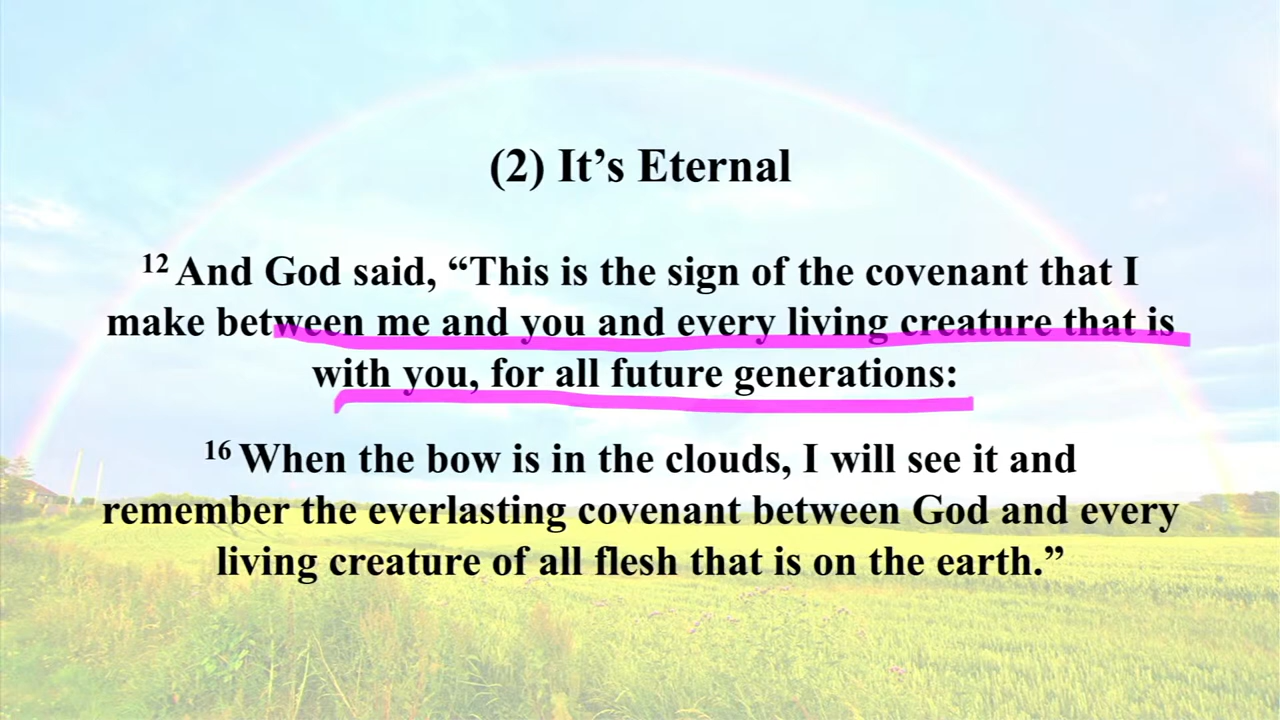 (2) It’s Eternal
12 And God said, “This is the sign of the covenant that I
make between me and you and every living creature that is
with you, for all future generations:
16 When the bow is in the clouds, I will see it and
remember the everlasting covenant between God and every
living creature of all flesh that is on the earth.”